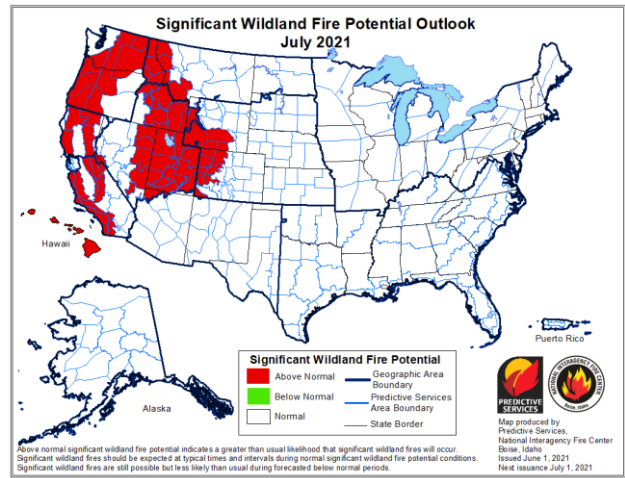 Significant Wildland Fire Potential Outlook
July 2021
Hawaii
Alaska
Puerto Rico
Significant Wildland Fire Potential
Above Normal
Below Normal
Normal
Geographic Area
Boundary
Predictive Services
Area Boundary
State Border
PREDICTIVE
SERVICES
NATIONAL INTERAGENCY FIRE CENTER
Boise, Idaho
Map produced by
Predictive Services,
National Interagency Fire Center
Boise, Idaho
Issued June 1, 2021
Next issuance July 1, 2021
Above normal significant wildland fire potential indicates a greater than usual likelihood that significant wildland fires will occur.
Significant wildland fires should be expected at typical times and intervals during normal significant wildland fire potential conditions.
Significant wildland fires are still possible but less likely than usual during forecasted below normal periods.